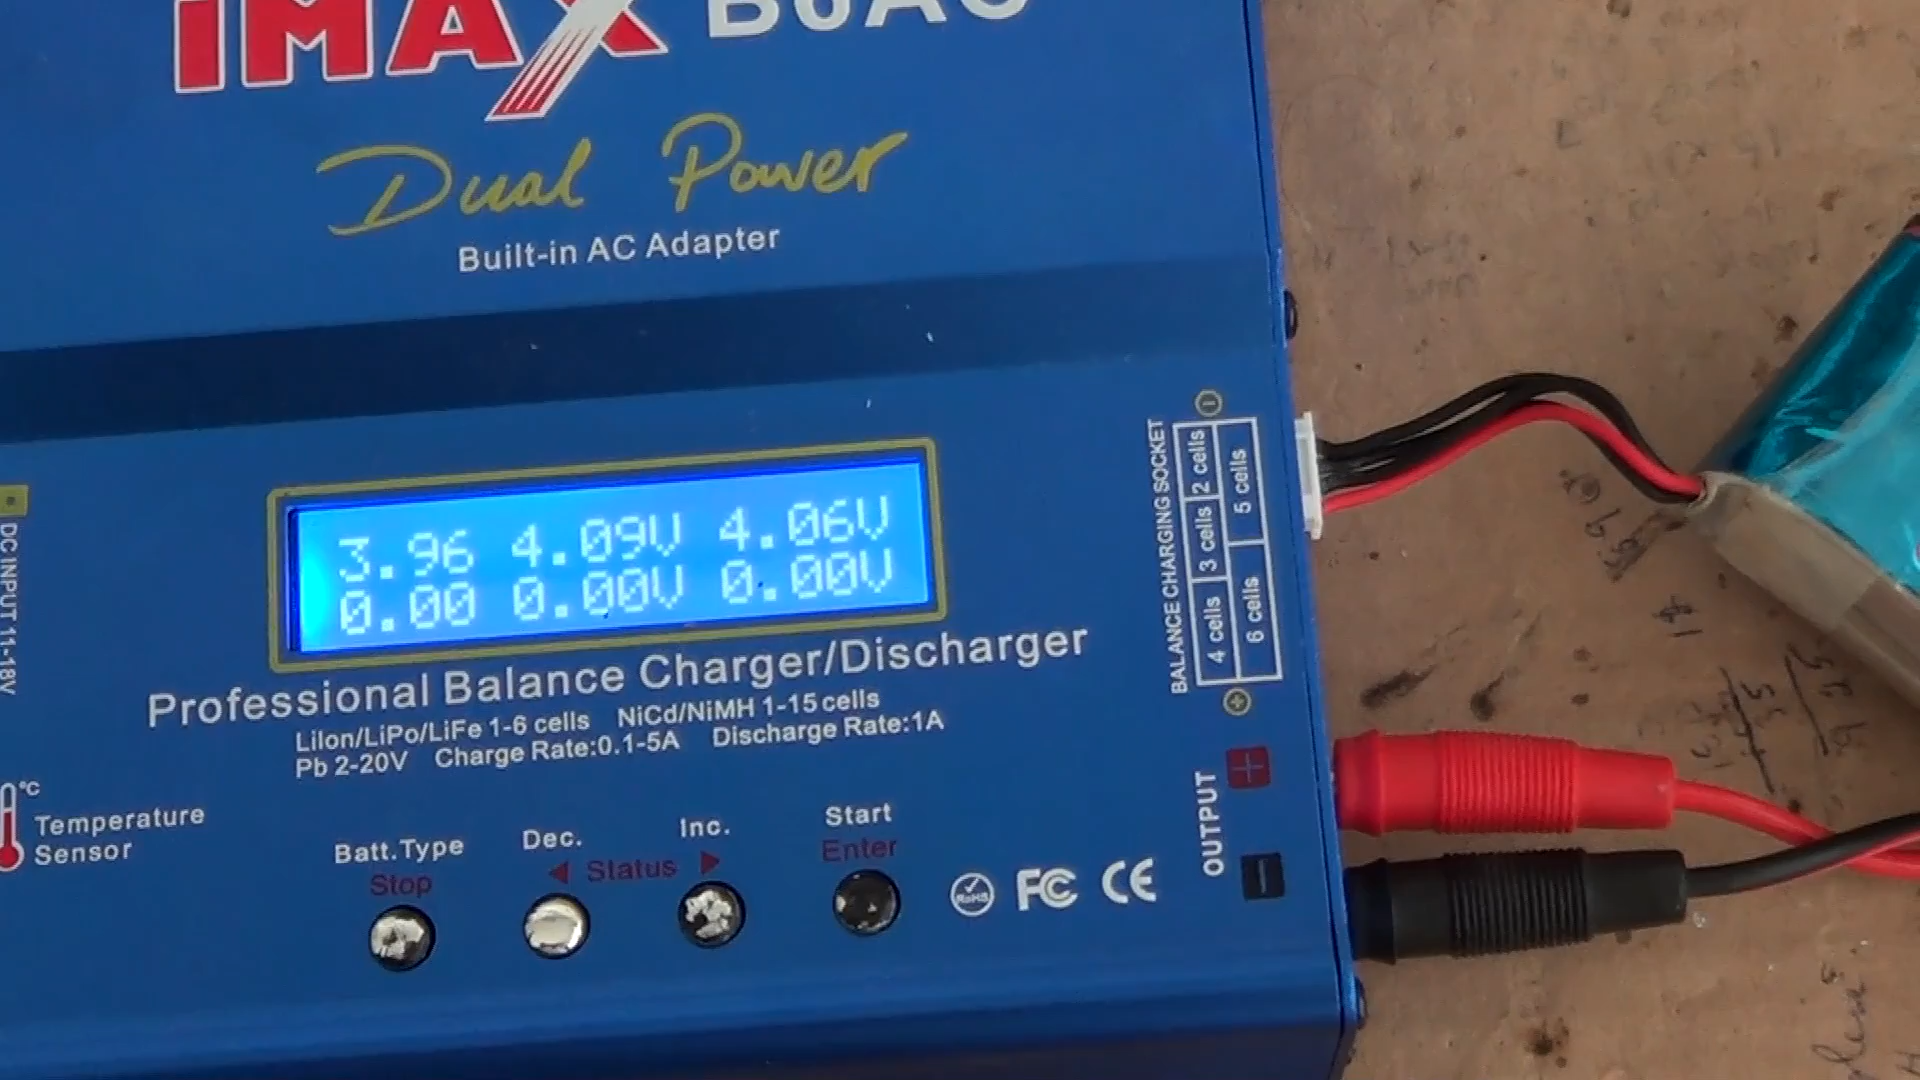 iMAX B6AC
Dual Power
Built-in AC Adapter
3.96 4.09V 4.06V
0.00 0.00V 0.00V
Professional Balance Charger/Discharger
LiIon/LiPo/LiFe 1-6 cells NiCd/NiMH 1-15 cells
Pb 2-20V Charge Rate:0.1-5A Discharge Rate:1A
DC INPUT 11-18V
°C
Temperature
Sensor
Batt.Type
Stop
Dec.
Inc.
Status
Start
Enter
RoHS
FC CE
BALANCE CHARGING SOCKET
2 cells
3 cells
4 cells
5 cells
6 cells
OUTPUT